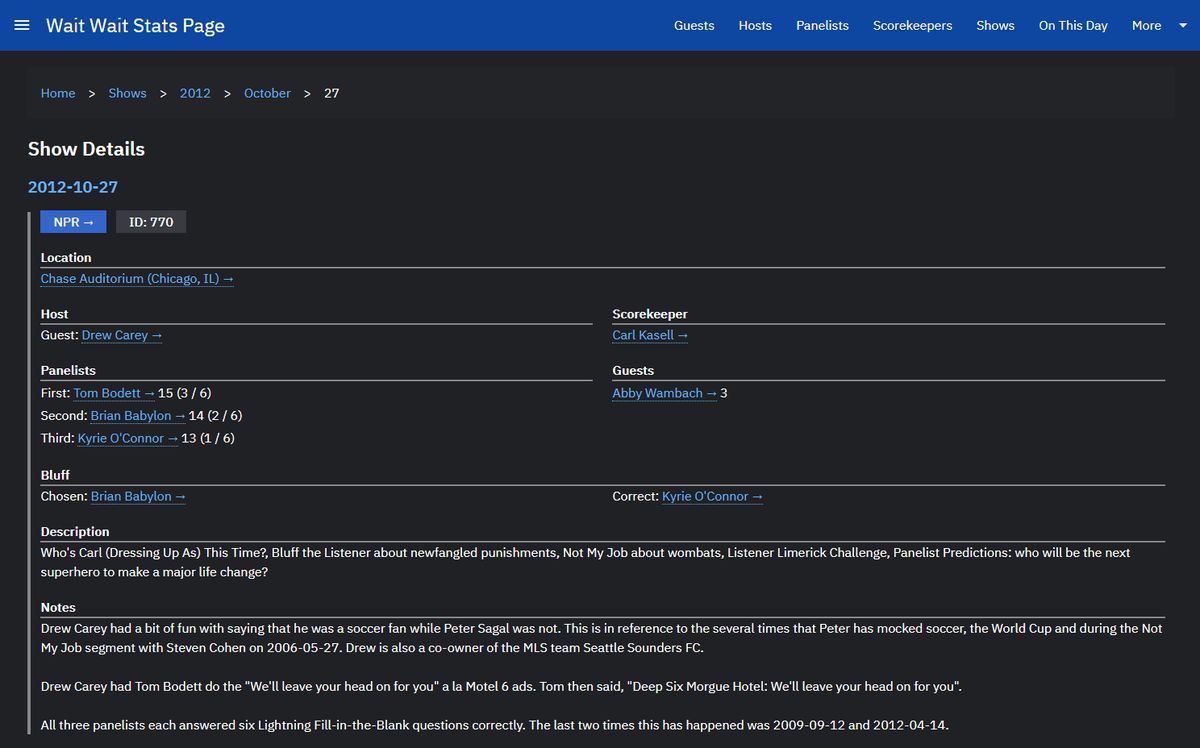 Wait Wait Stats Page
Guests Hosts Panelists Scorekeepers Shows On This Day More
Home > Shows > 2012 > October > 27
Show Details
2012-10-27
NPR → ID: 770
Location
Chase Auditorium (Chicago, IL) →
Host
Guest: Drew Carey →
Scorekeeper
Carl Kasell →
Panelists
First: Tom Bodett → 15 (3 / 6)
Second: Brian Babylon → 14 (2 / 6)
Third: Kyrie O'Connor → 13 (1 / 6)
Guests
Abby Wambach → 3
Bluff
Chosen: Brian Babylon →
Correct: Kyrie O'Connor →
Description
Who's Carl (Dressing Up As) This Time?, Bluff the Listener about newfangled punishments, Not My Job about wombats, Listener Limerick Challenge, Panelist Predictions: who will be the next
superhero to make a major life change?
Notes
Drew Carey had a bit of fun with saying that he was a soccer fan while Peter Sagal was not. This is in reference to the several times that Peter has mocked soccer, the World Cup and during the Not
My Job segment with Steven Cohen on 2006-05-27. Drew is also a co-owner of the MLS team Seattle Sounders FC.
Drew Carey had Tom Bodett do the "We'll leave your head on for you" a la Motel 6 ads. Tom then said, "Deep Six Morgue Hotel: We'll leave your head on for you".
All three panelists each answered six Lightning Fill-in-the-Blank questions correctly. The last two times this has happened was 2009-09-12 and 2012-04-14.